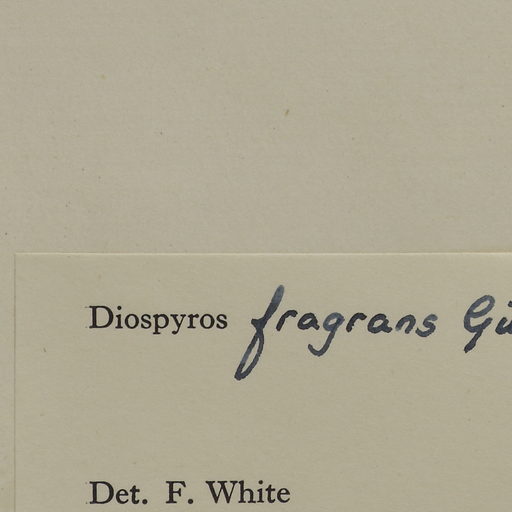 Diospyros fragrans
Det. F. White